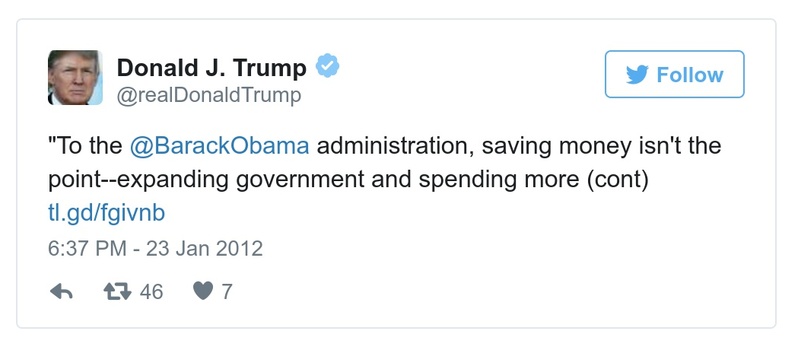 Donald J. Trump
@realDonaldTrump
Follow
"To the @BarackObama administration, saving money isn't the
point--expanding government and spending more (cont)
tl.gd/fgivnb
6:37 PM - 23 Jan 2012
46 7